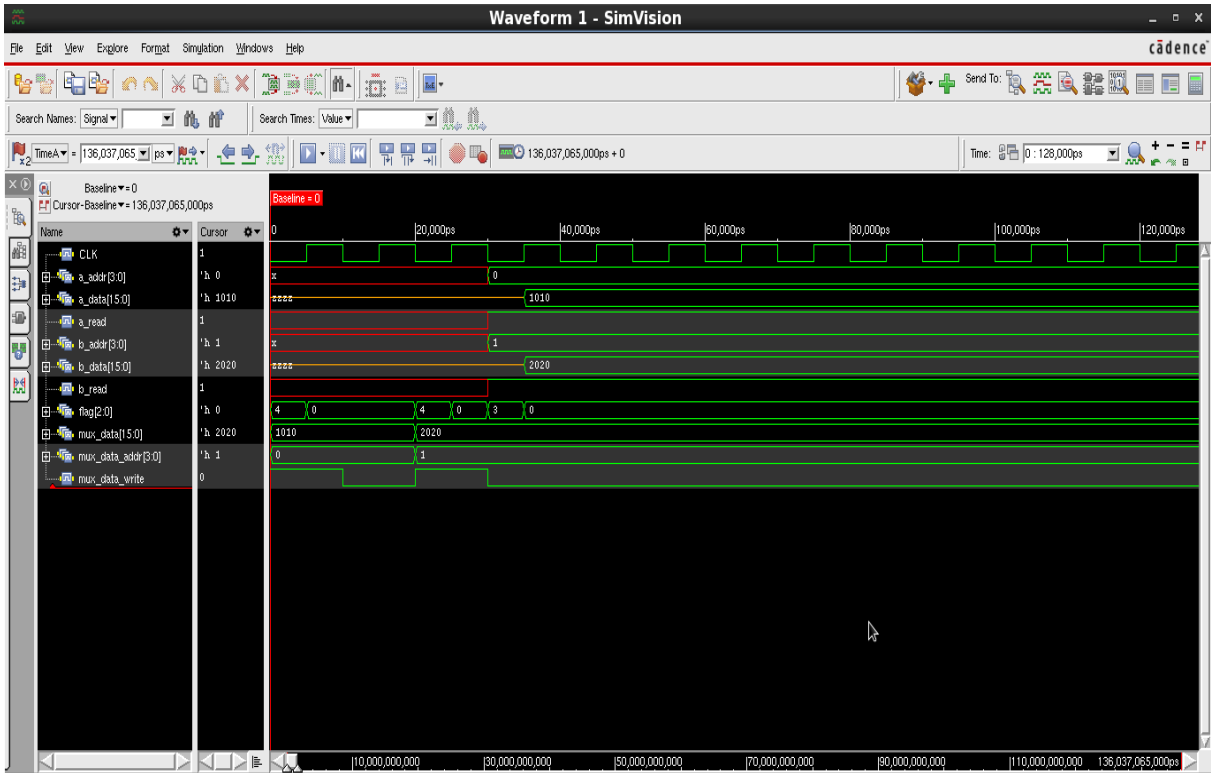 Waveform 1 - SimVision
File Edit View Explore Format Simulation Windows Help cādence
Send To:
Search Names: Signal Search Times: Value
x2 TimeA = 136,037,065, ps 136,037,065,000ps + 0 Time: 0 : 128,000ps
Baseline = 0
Cursor-Baseline = 136,037,065,000ps
Baseline = 0
Name Cursor 0 20,000ps 40,000ps 60,000ps 80,000ps 100,000ps 120,000ps
CLK 1
a_addr[3:0] 'h 0 x 0
a_data[15:0] 'h 1010 zzzz 1010
a_read 1
b_addr[3:0] 'h 1 x 1
b_data[15:0] 'h 2020 zzzz 2020
b_read 1
flag[2:0] 'h 0 4 0 4 0 3 0
mux_data[15:0] 'h 2020 1010 2020
mux_data_addr[3:0] 'h 1 0 1
mux_data_write 0
10,000,000,000 30,000,000,000 50,000,000,000 70,000,000,000 90,000,000,000 110,000,000,000 136,037,065,000ps